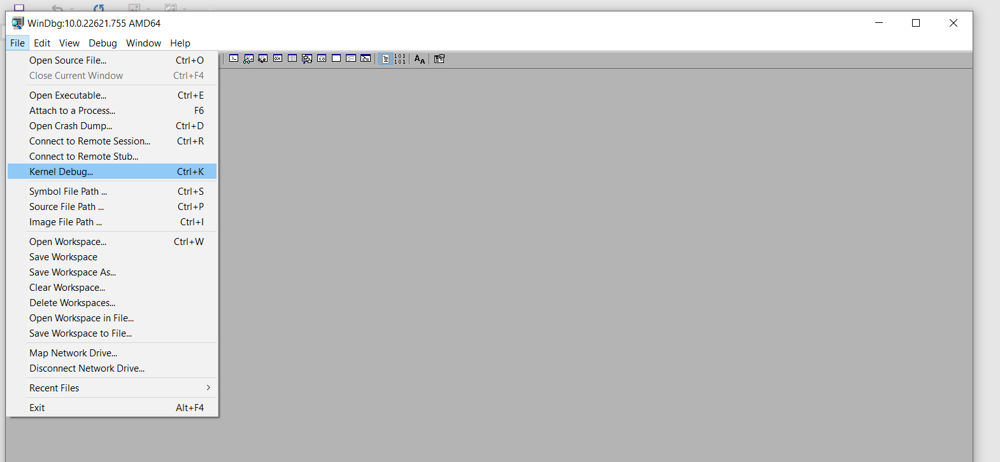 WinDbg:10.0.22621.755 AMD64
File Edit View Debug Window Help
Open Source File... Ctrl+O
Close Current Window Ctrl+F4
Open Executable... Ctrl+E
Attach to a Process... F6
Open Crash Dump... Ctrl+D
Connect to Remote Session... Ctrl+R
Connect to Remote Stub...
Kernel Debug... Ctrl+K
Symbol File Path ... Ctrl+S
Source File Path ... Ctrl+P
Image File Path ... Ctrl+I
Open Workspace... Ctrl+W
Save Workspace
Save Workspace As...
Clear Workspace...
Delete Workspaces...
Open Workspace in File...
Save Workspace to File...
Map Network Drive...
Disconnect Network Drive...
Recent Files
Exit Alt+F4